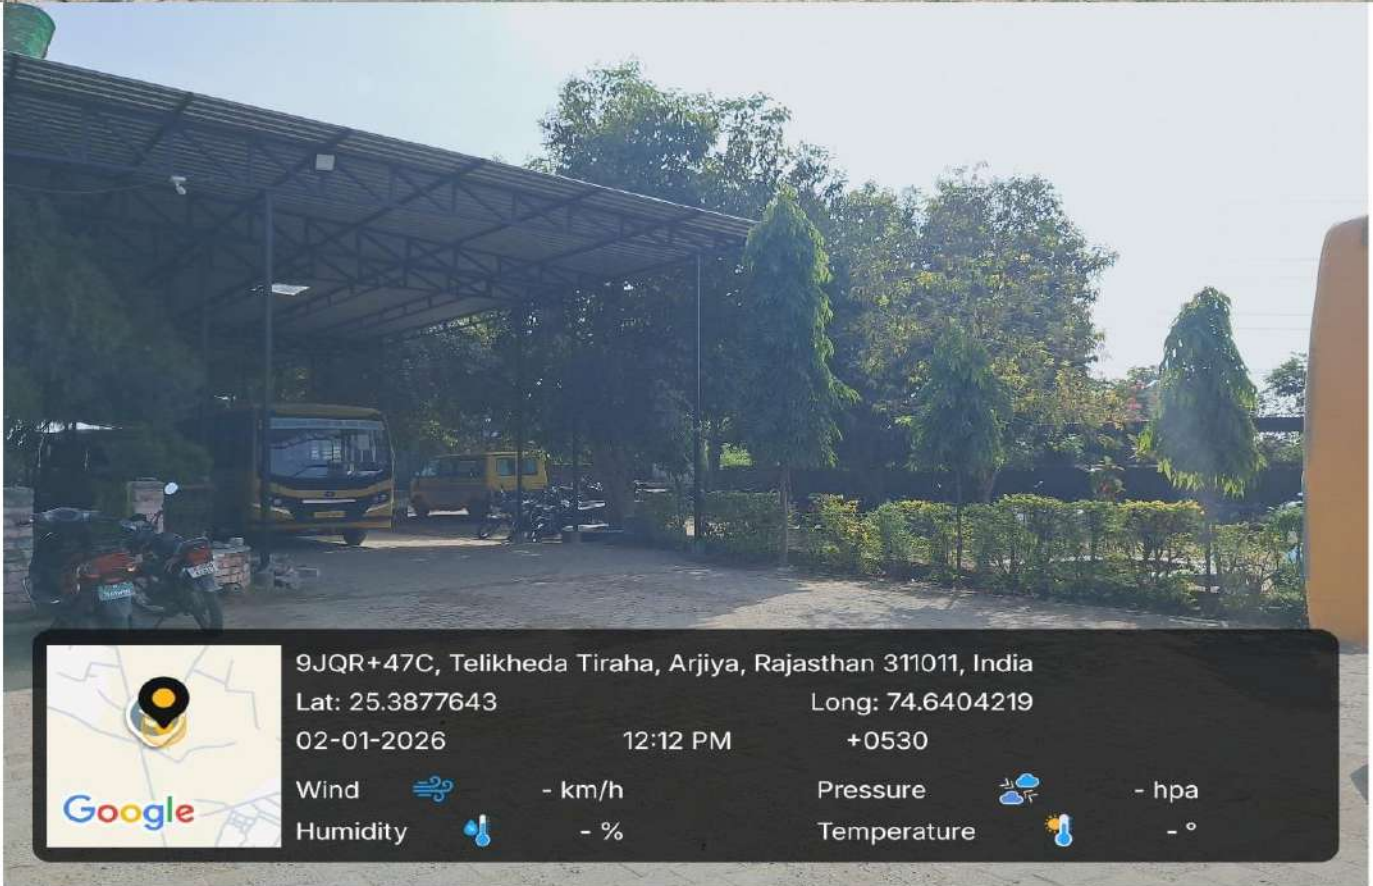 9JQR+47C, Telikheda Tiraha, Arjiya, Rajasthan 311011, India
Lat: 25.3877643 Long: 74.6404219
02-01-2026 12:12 PM +0530
Wind - km/h Pressure - hpa
Google
Humidity - % Temperature - °